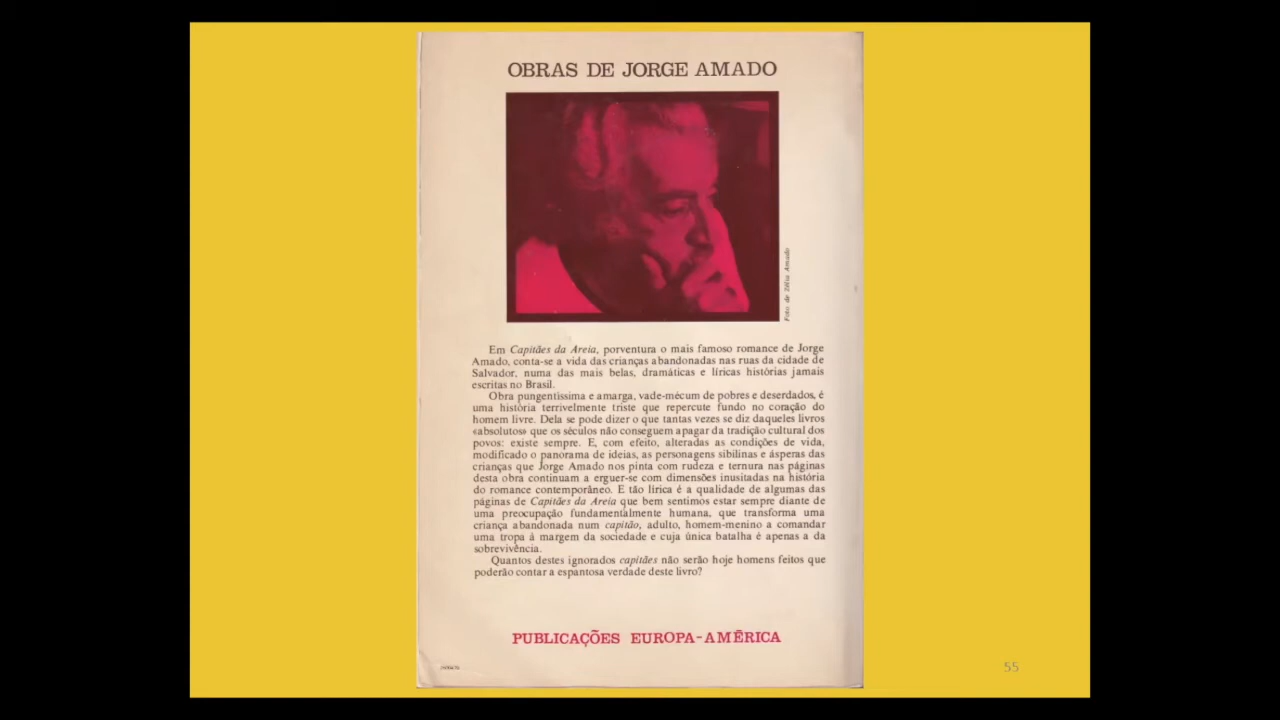 OBRAS DE JORGE AMADO
Foto de Zélia Amado
Em Capitães da Areia, porventura o mais famoso romance de Jorge
Amado, conta-se a vida das crianças abandonadas nas ruas da cidade de
Salvador, numa das mais belas, dramáticas e líricas histórias jamais
escritas no Brasil.
Obra pungentíssima e amarga, vade-mécum de pobres e deserdados, é
uma história terrivelmente triste que repercute fundo no coração do
homem livre. Dela se pode dizer o que tantas vezes se diz daqueles livros
«absolutos» que os séculos não conseguem apagar da tradição cultural dos
povos: existe sempre. E, com efeito, alteradas as condições de vida,
modificado o panorama de ideias, as personagens sibilinas e ásperas das
crianças que Jorge Amado nos pinta com rudeza e ternura nas páginas
desta obra continuam a erguer-se com dimensões inusitadas na história
do romance contemporâneo. E tão lírica é a qualidade de algumas das
páginas de Capitães da Areia que bem sentimos estar sempre diante de
uma preocupação fundamentalmente humana, que transforma uma
criança abandonada num capitão, adulto, homem-menino a comandar
uma tropa à margem da sociedade e cuja única batalha é apenas a da
sobrevivência.
Quantos destes ignorados capitães não serão hoje homens feitos que
poderão contar a espantosa verdade deste livro?
PUBLICAÇÕES EUROPA-AMÉRICA
55